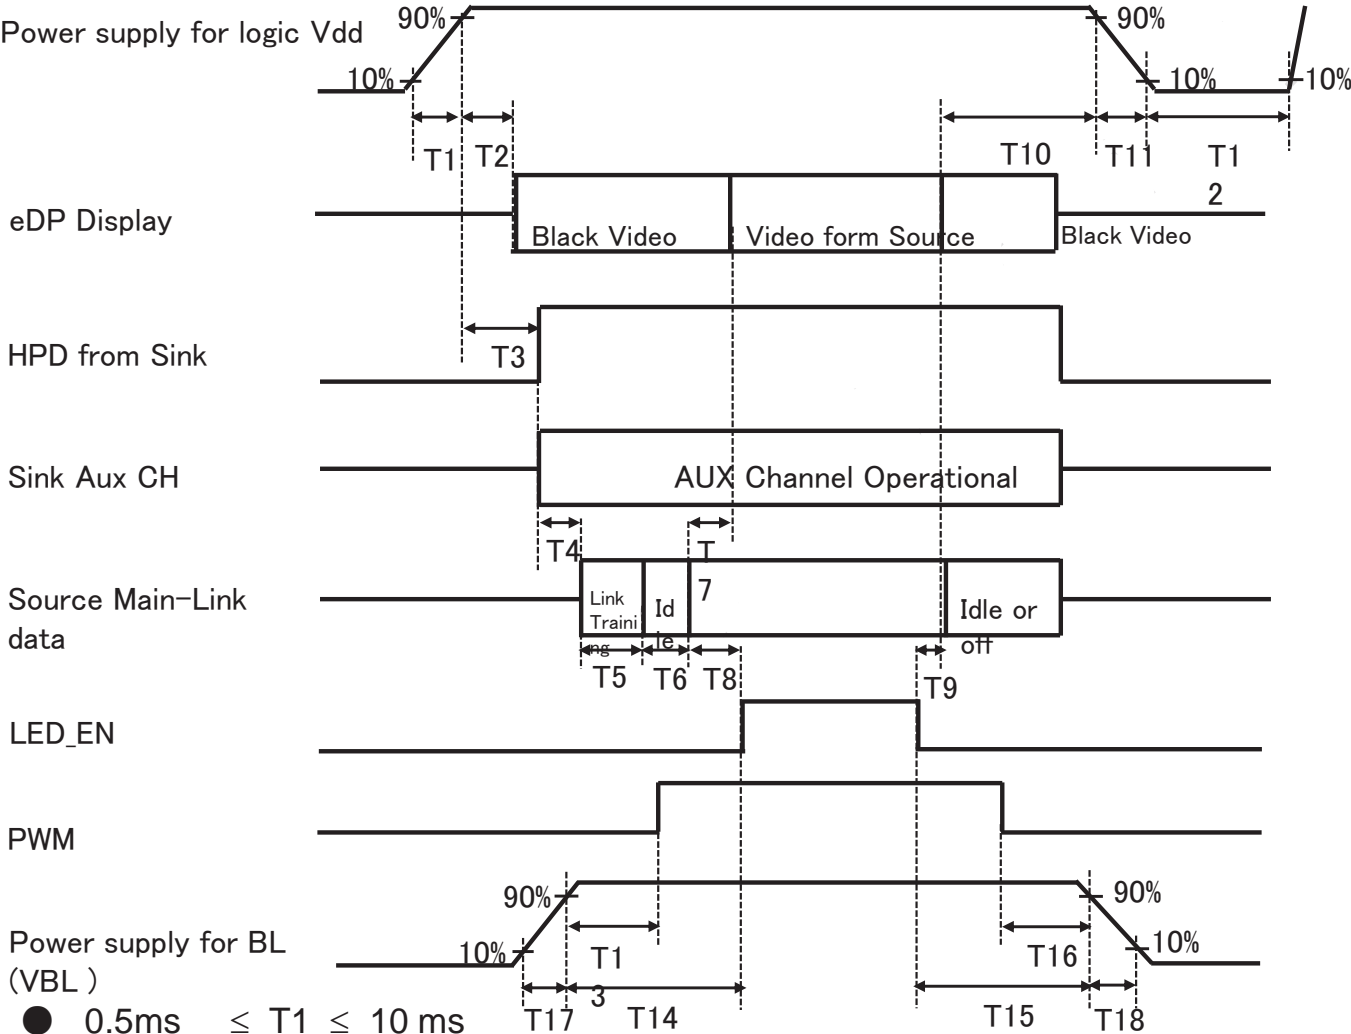 90%
90%
Power supply for logic Vdd
10%
10%
10%
T1
T2
T10
T11
T1
2
eDP Display
Black Video
Video form Source
Black Video
HPD from Sink
T3
Sink Aux CH
AUX Channel Operational
T4
T
7
Source Main-Link
data
Link
Traini
ng
Id
le
Idle or
off
T5
T6
T8
T9
LED_EN
PWM
90%
90%
Power supply for BL
(VBL )
10%
10%
T1
3
T16
T17
T14
T15
T18
● 0.5ms ≤ T1 ≤ 10 ms